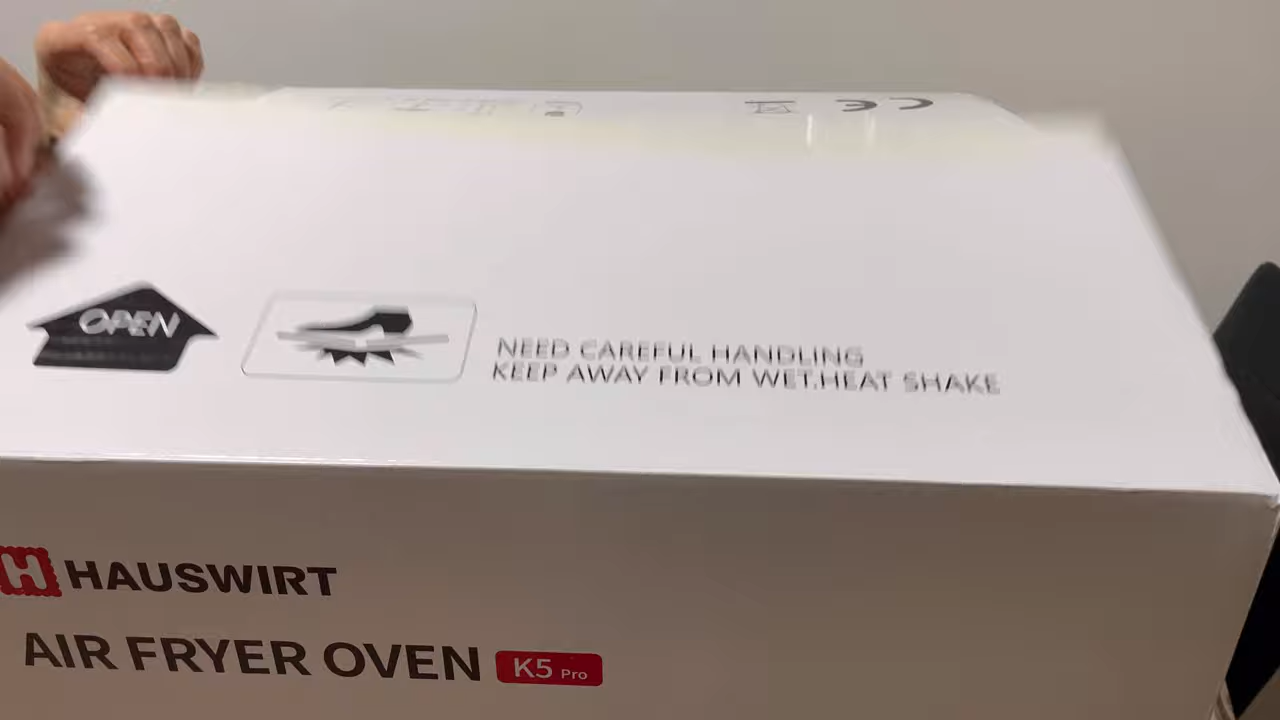 OPEN
NEED CAREFUL HANDLING
KEEP AWAY FROM WET.HEAT SHAKE
HAUSWIRT
AIR FRYER OVEN K5 Pro